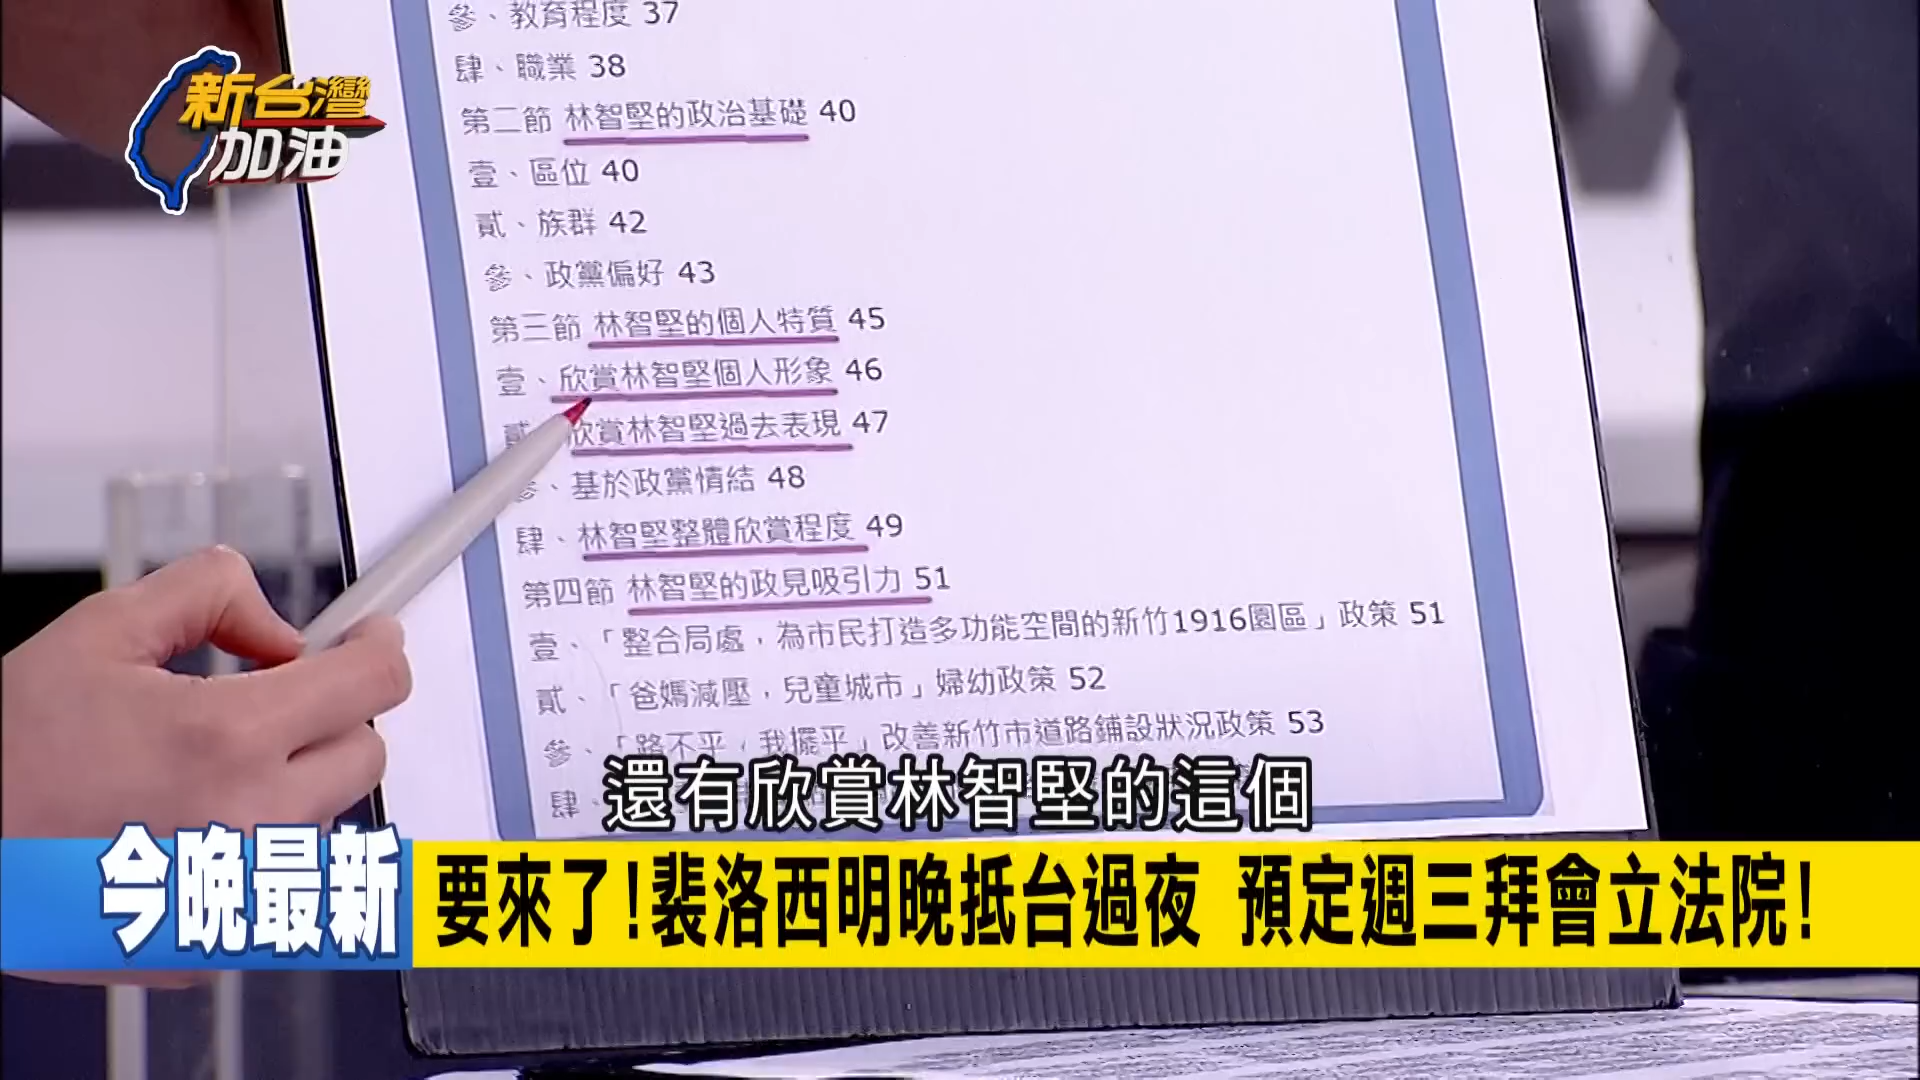 參、教育程度 37
肆、職業 38
新台灣
加油
第二節 林智堅的政治基礎 40
壹、區位 40
貳、族群 42
參、政黨偏好 43
第三節 林智堅的個人特質 45
壹、欣賞林智堅個人形象 46
貳、欣賞林智堅過去表現 47
參、基於政黨情結 48
肆、林智堅整體欣賞程度 49
第四節 林智堅的政見吸引力 51
壹、「整合局處，為市民打造多功能空間的新竹1916園區」政策 51
貳、「爸媽減壓，兒童城市」婦幼政策 52
參、「路不平，我擺平」改善新竹市道路鋪設狀況政策 53
肆、
還有欣賞林智堅的這個
今晚最新
要來了!裴洛西明晚抵台過夜 預定週三拜會立法院!